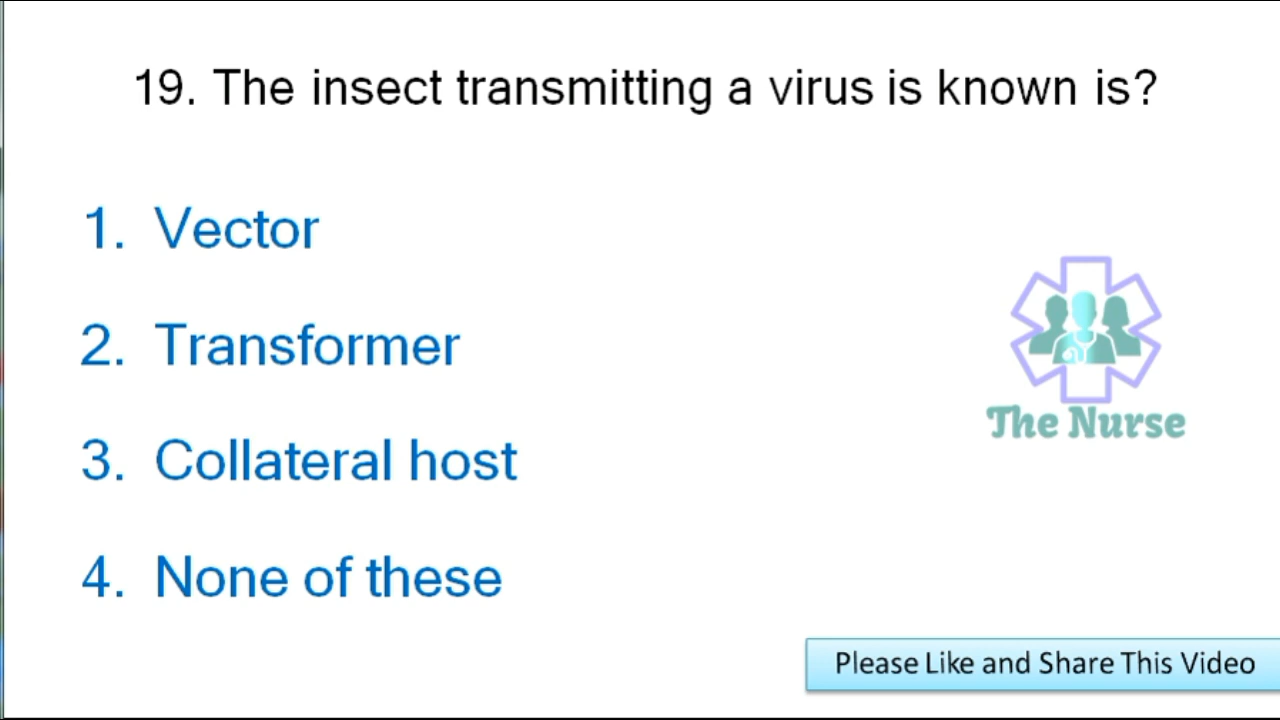 19. The insect transmitting a virus is known is?
1. Vector
2. Transformer
3. Collateral host
The Nurse
4. None of these
Please Like and Share This Video